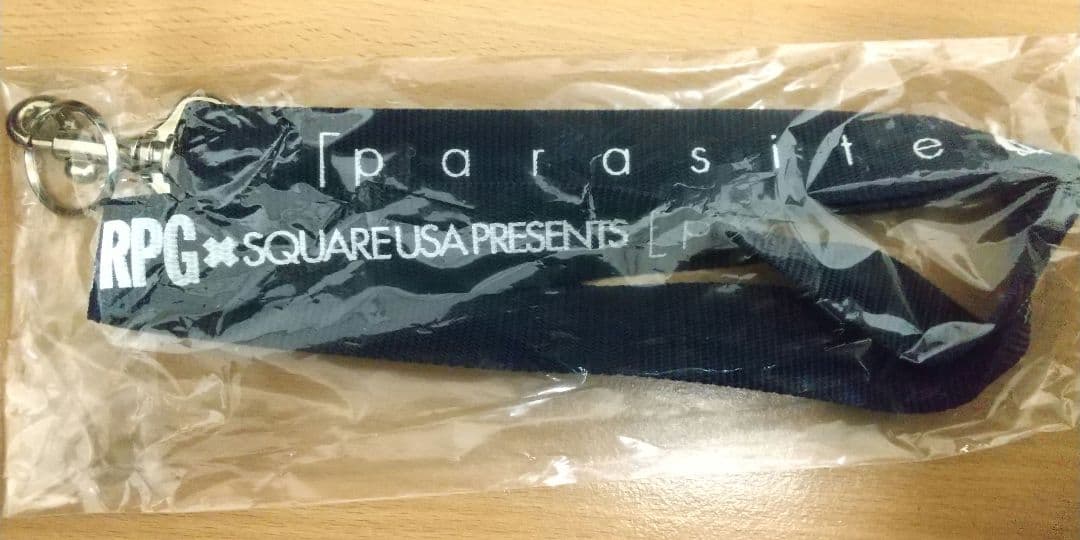 「parasite
RPG✖SQUARE USA PRESENTS [p